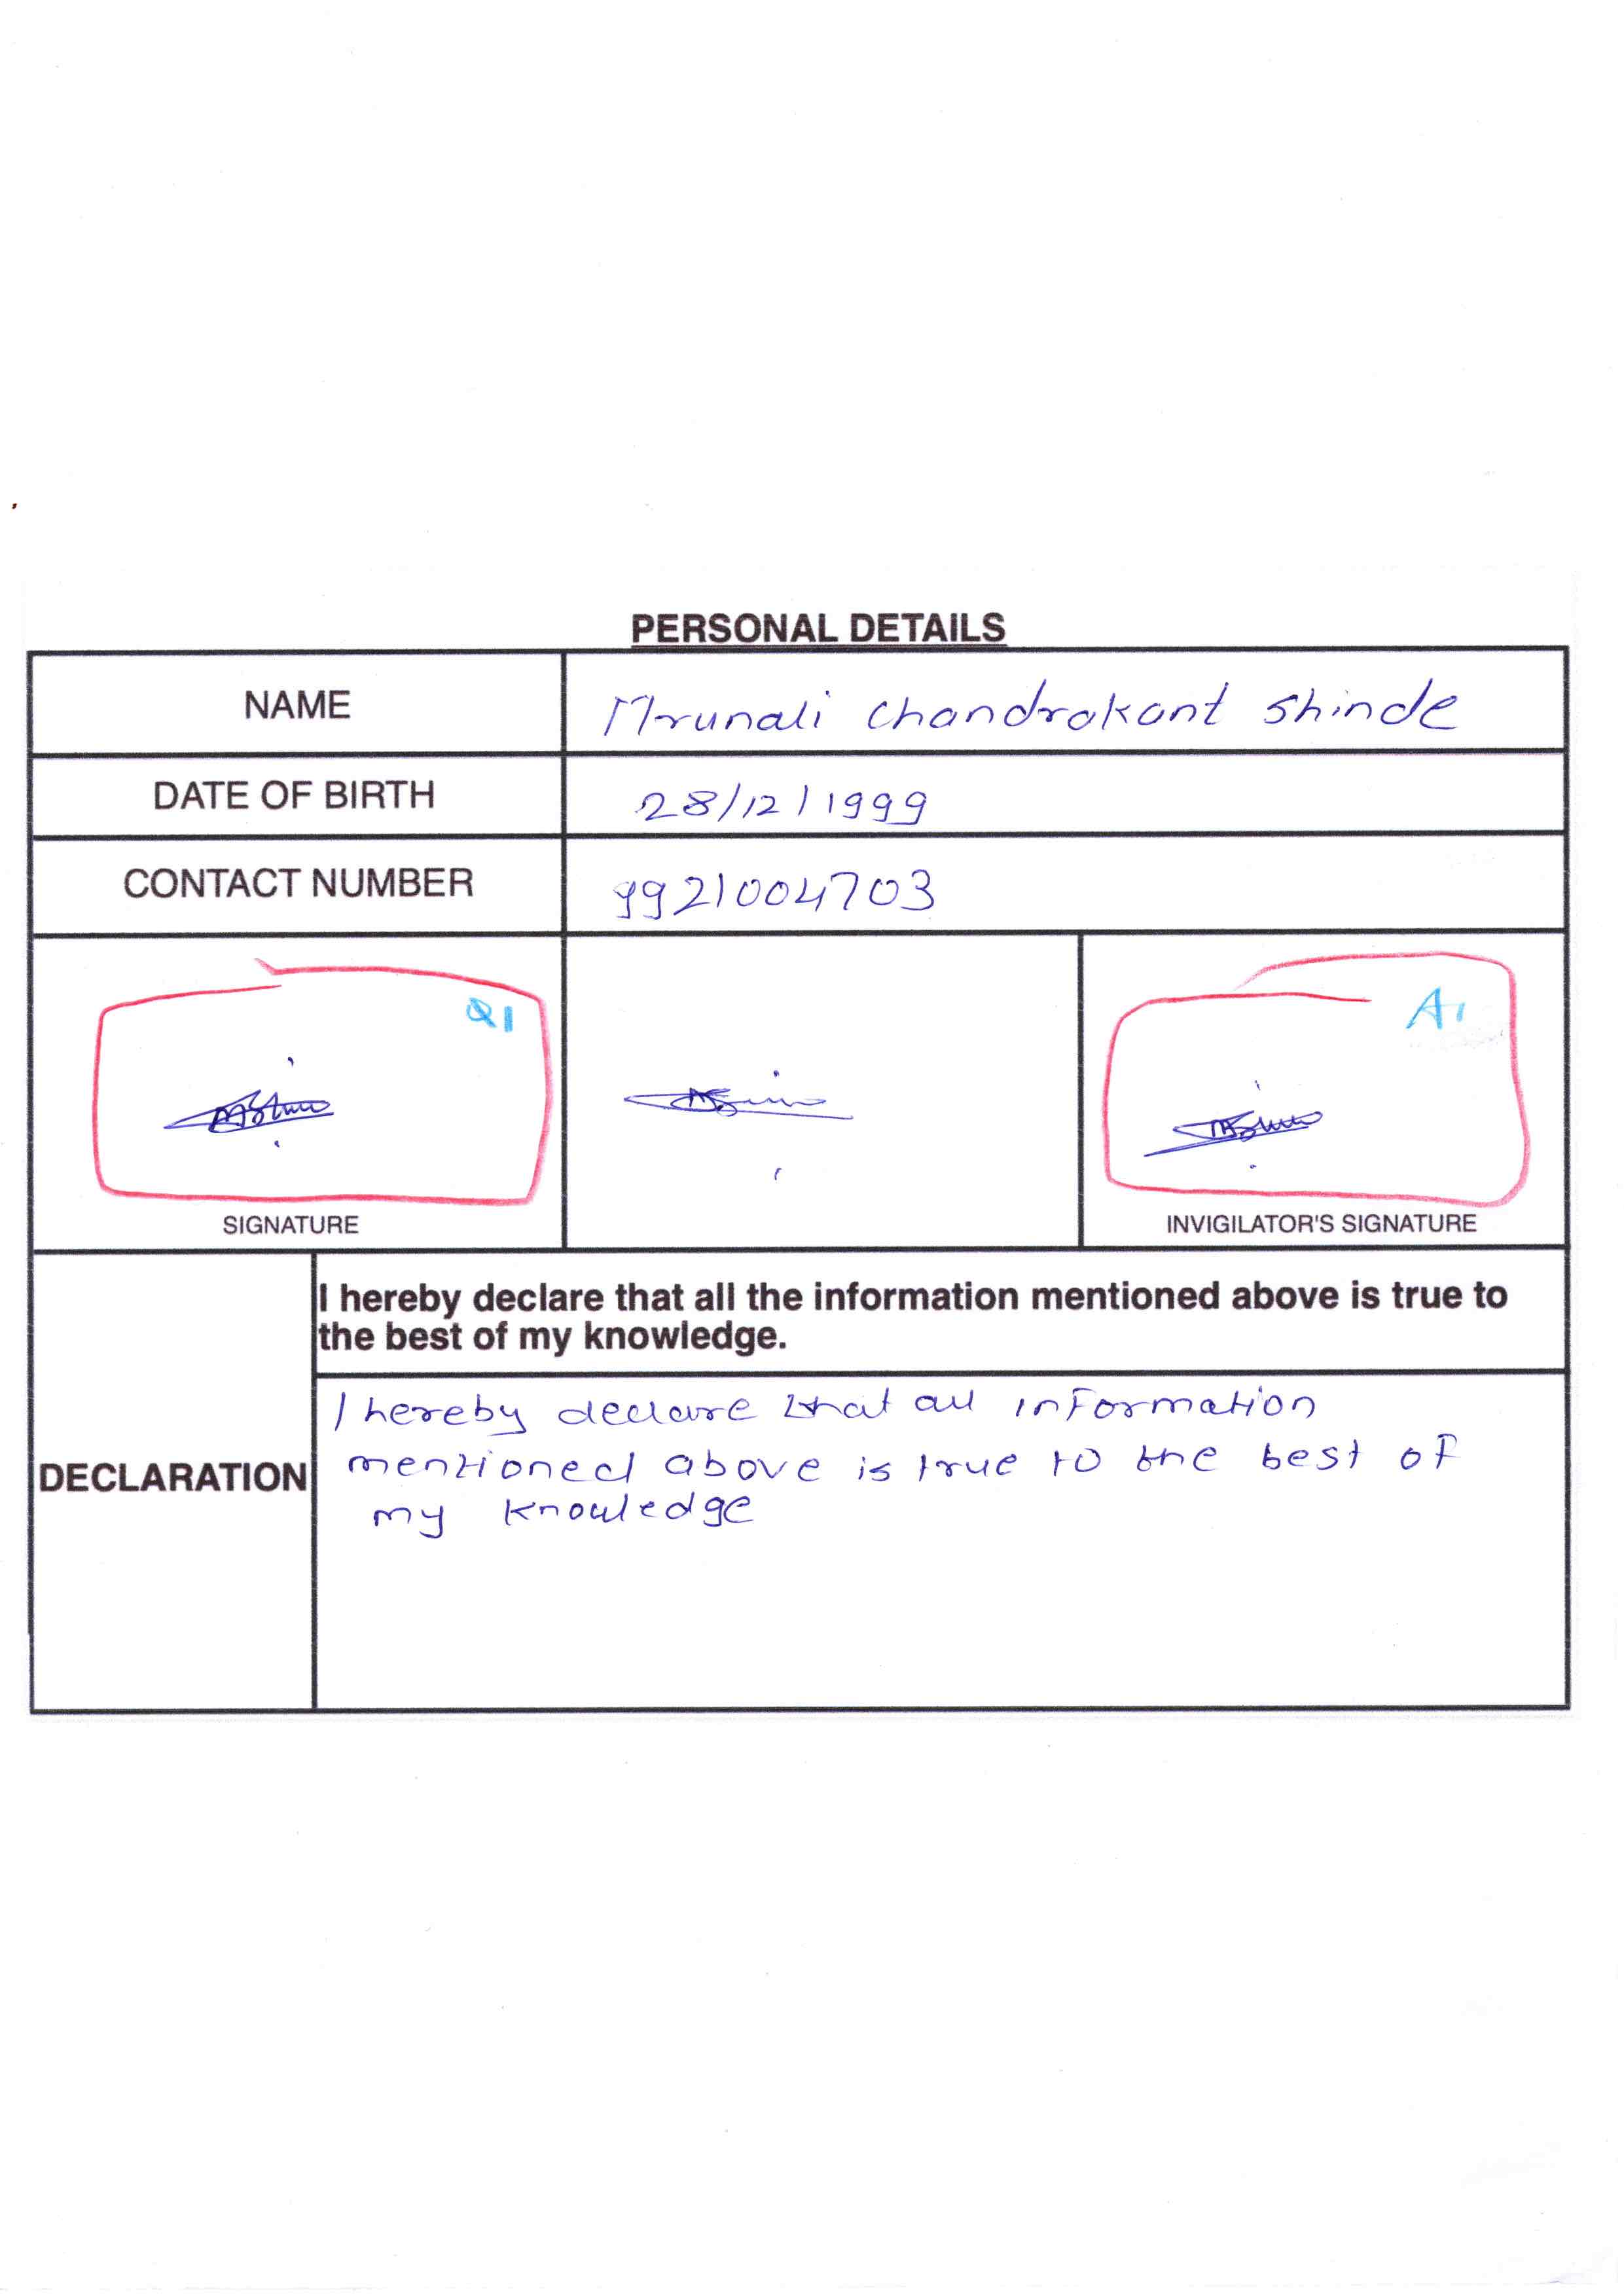 PERSONAL DETAILS
NAME Mrunali chandrakant shinde
DATE OF BIRTH 28/12/1999
CONTACT NUMBER 9921004703
Q1 A1
SIGNATURE INVIGILATOR'S SIGNATURE
I hereby declare that all the information mentioned above is true to
the best of my knowledge.
I hereby declare that all information
DECLARATION mentioned above is true to the best of
my knowledge